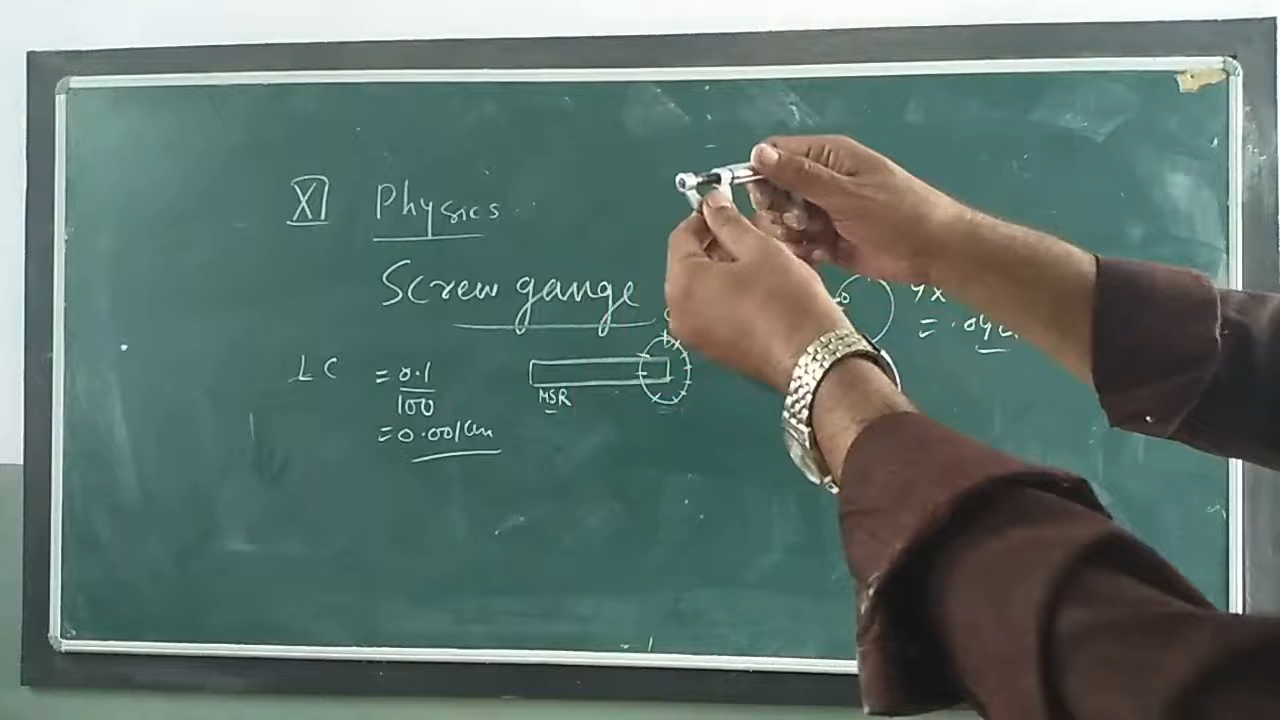 XI Physics
Screw gauge
LC = 0.1
100
= 0.001cm
MSR